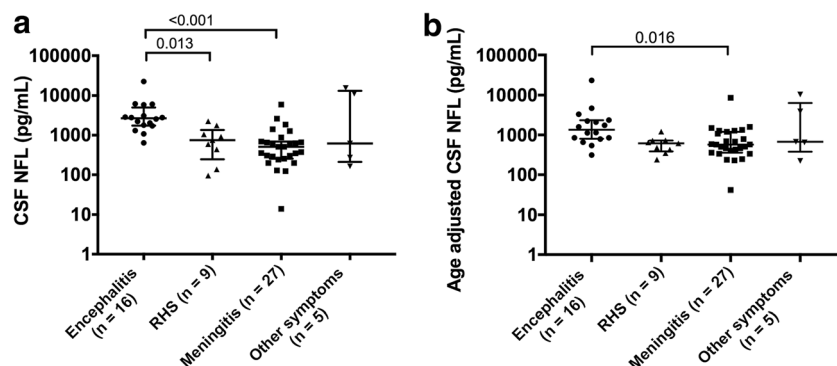 a
<0.001
0.013
CSF NFL (pg/mL)
100000
10000
1000
100
10
1
Encephalitis
(n = 16)
RHS (n = 9)
Meningitis (n = 27)
Other symptoms
(n = 5)
b
0.016
Age adjusted CSF NFL (pg/mL)
100000
10000
1000
100
10
1
Encephalitis
(n = 16)
RHS (n = 9)
Meningitis (n = 27)
Other symptoms
(n = 5)